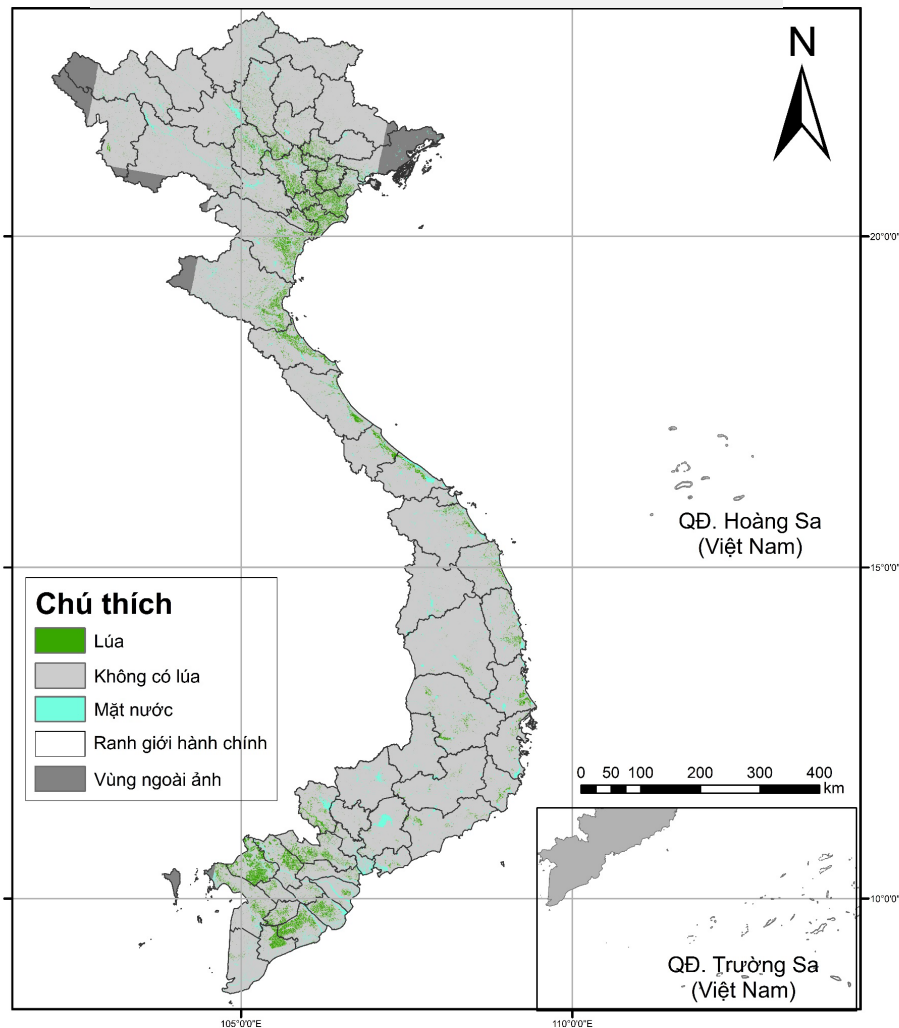 N
20°0'0"
QĐ. Hoàng Sa
(Việt Nam)
15°0'0"
Chú thích
Lúa
Không có lúa
Mặt nước
Ranh giới hành chính
Vùng ngoài ảnh
0 50 100 200 300 400
km
10°0'0"
QĐ. Trường Sa
(Việt Nam)
105°0'0"E 110°0'0"E